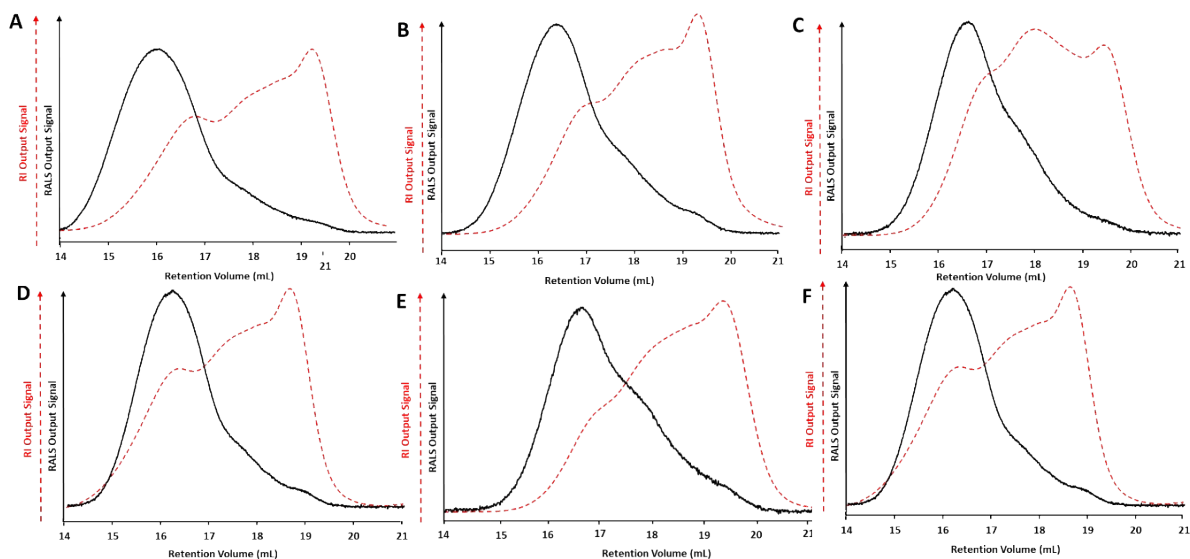 A
RI Output Signal
RALS Output Signal
14 15 16 17 18 19 20
21
Retention Volume (mL)
B
RI Output Signal
RALS Output Signal
14 15 16 17 18 19 20 21
Retention Volume (mL)
C
RI Output Signal
RALS Output Signal
14 15 16 17 18 19 20 21
Retention Volume (mL)
D
RI Output Signal
RALS Output Signal
14 15 16 17 18 19 20 21
Retention Volume (mL)
E
RI Output Signal
RALS Output Signal
14 15 16 17 18 19 20 21
Retention Volume (mL)
F
RI Output Signal
RALS Output Signal
14 15 16 17 18 19 20 21
Retention Volume (mL)